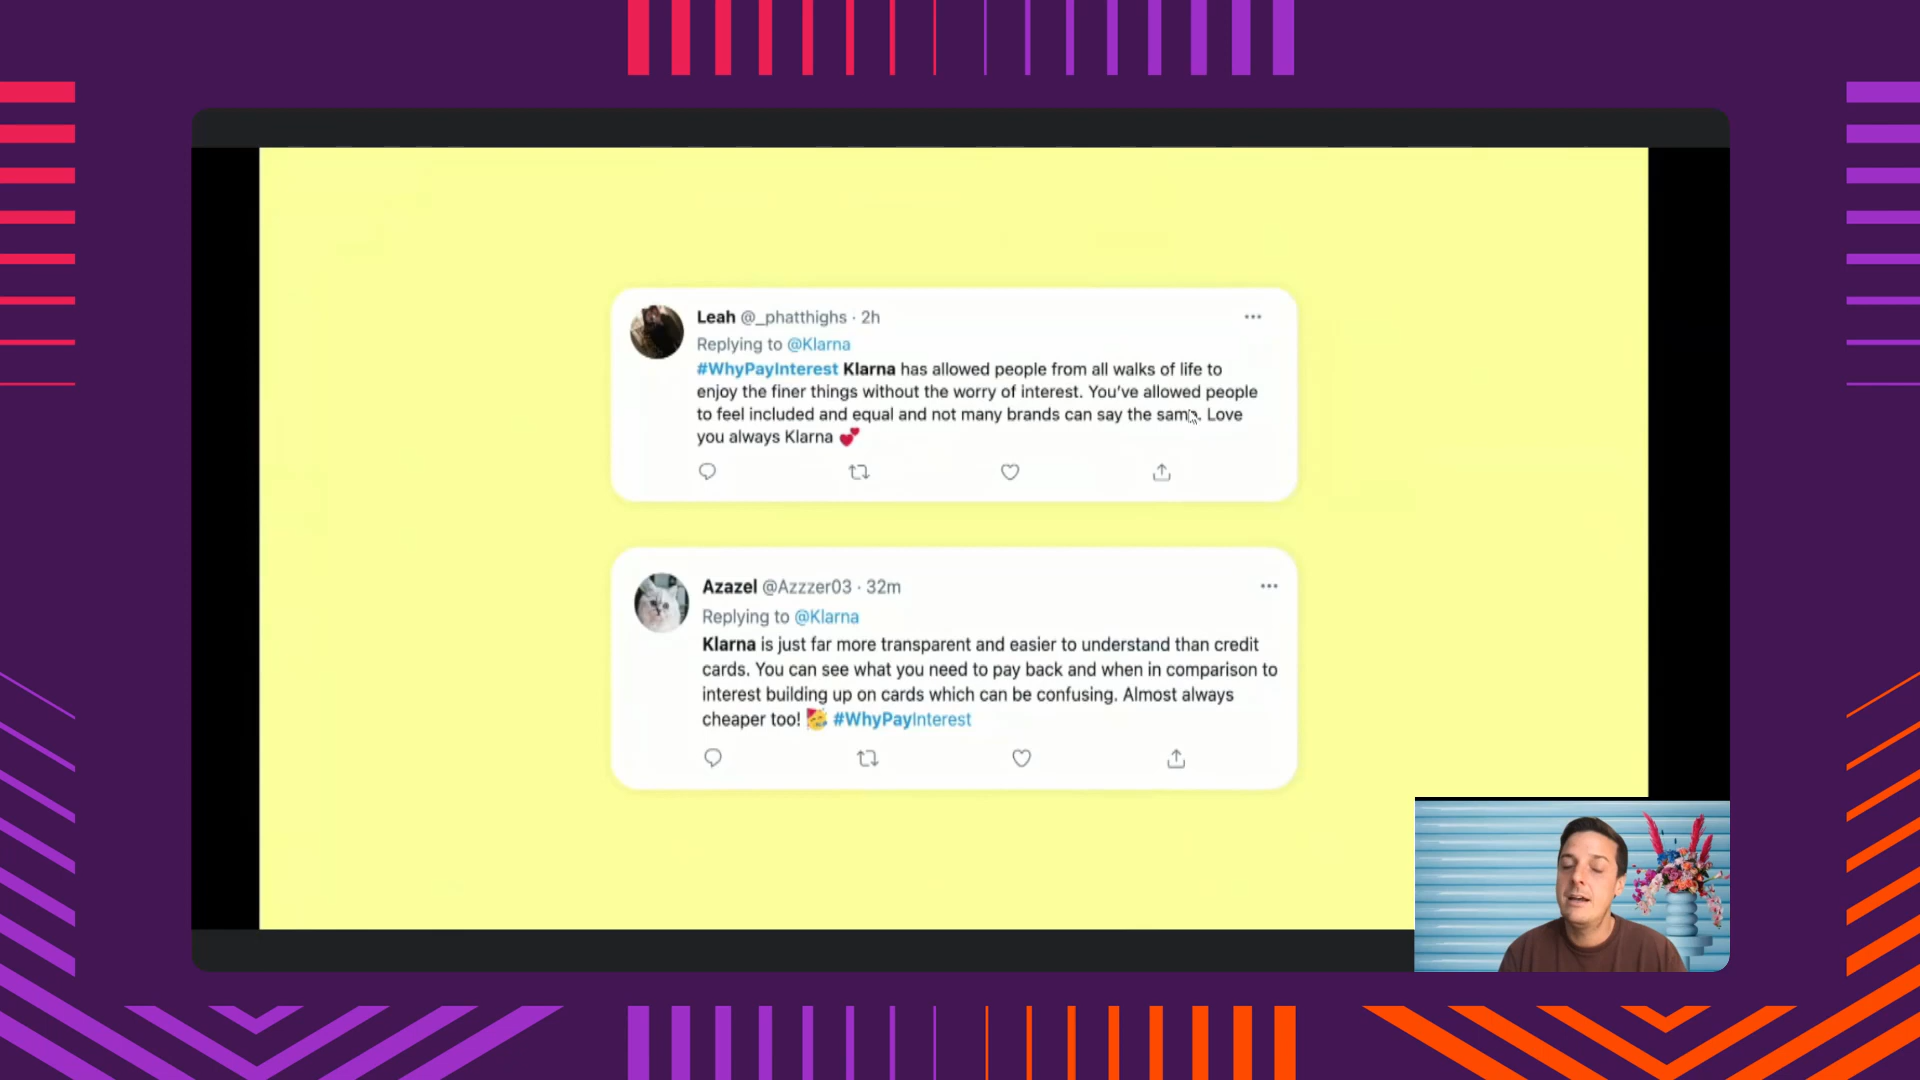 Leah @_phatthighs · 2h
Replying to @Klarna
#WhyPayInterest Klarna has allowed people from all walks of life to
enjoy the finer things without the worry of interest. You’ve allowed people
to feel included and equal and not many brands can say the same. Love
you always Klarna 💕
Azazel @Azzzer03 · 32m
Replying to @Klarna
Klarna is just far more transparent and easier to understand than credit
cards. You can see what you need to pay back and when in comparison to
interest building up on cards which can be confusing. Almost always
cheaper too! 🥳 #WhyPayInterest